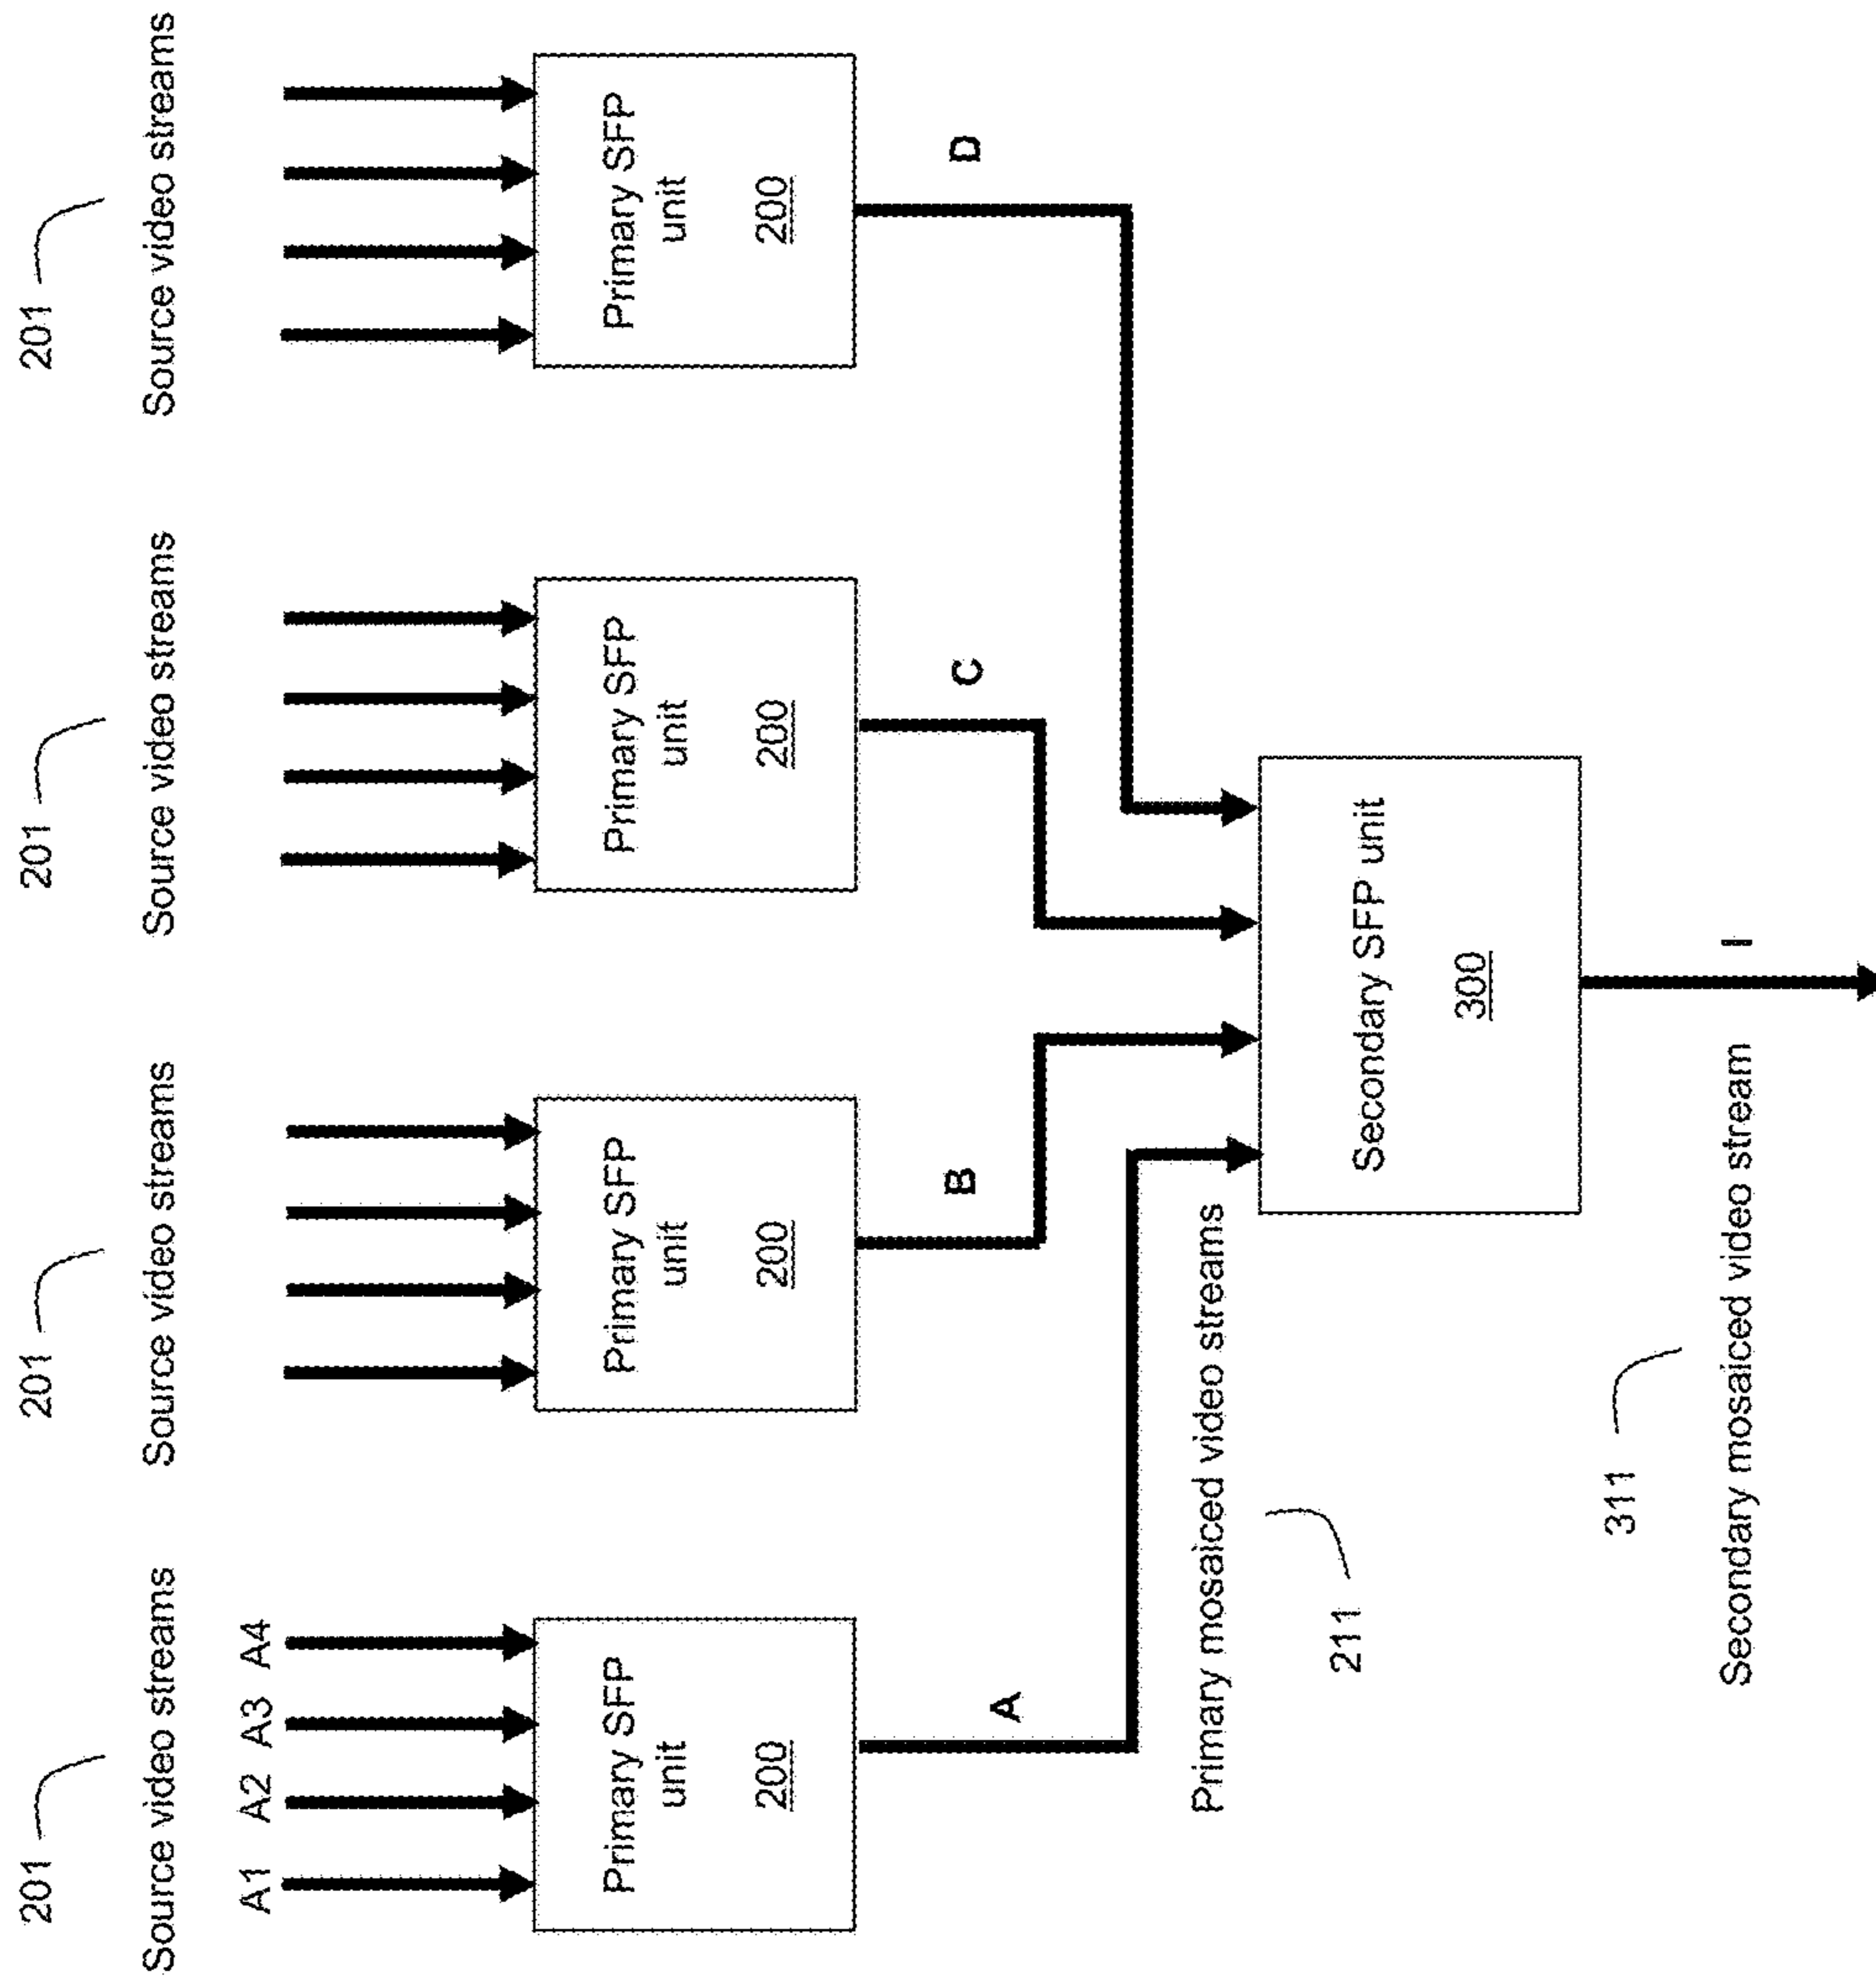 201
201
201
201
Source video streams
Source video streams
Source video streams
Source video streams
A1 A2 A3 A4
Primary SFP
unit
200
Primary SFP
unit
200
Primary SFP
unit
200
Primary SFP
unit
200
A
B
C
D
Primary mosaiced video streams
211
Secondary SFP unit
300
311
Secondary mosaiced video stream
I